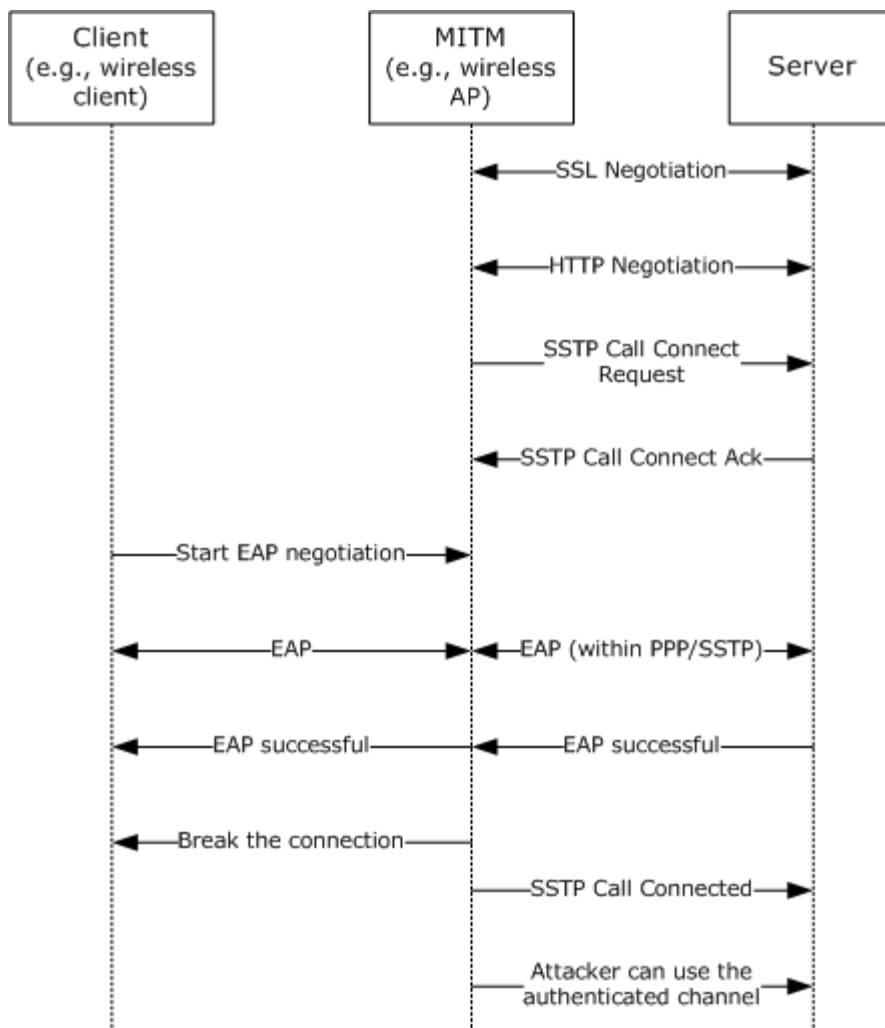 Client
(e.g., wireless
client)
MITM
(e.g., wireless
AP)
Server
SSL Negotiation
HTTP Negotiation
SSTP Call Connect
Request
SSTP Call Connect Ack
Start EAP negotiation
EAP
EAP (within PPP/SSTP)
EAP successful
EAP successful
Break the connection
SSTP Call Connected
Attacker can use the
authenticated channel